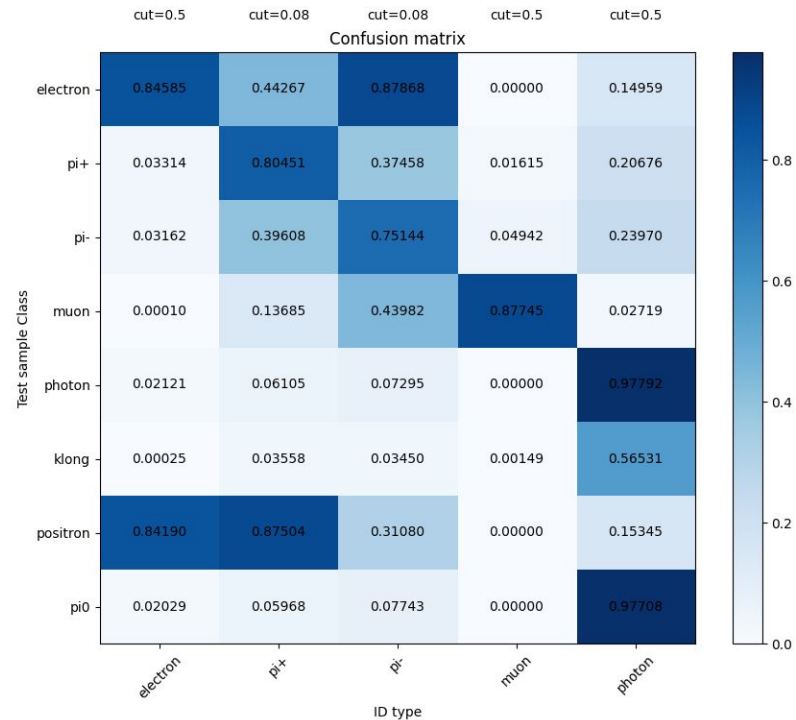 cut=0.5 cut=0.08 cut=0.08 cut=0.5 cut=0.5
Confusion matrix
electron 0.84585 0.44267 0.87868 0.00000 0.14959
pi+ 0.03314 0.80451 0.37458 0.01615 0.20676
pi- 0.03162 0.39608 0.75144 0.04942 0.23970
muon 0.00010 0.13685 0.43982 0.87745 0.02719
photon 0.02121 0.06105 0.07295 0.00000 0.97792
klong 0.00025 0.03558 0.03450 0.00149 0.56531
positron 0.84190 0.87504 0.31080 0.00000 0.15345
pi0 0.02029 0.05968 0.07743 0.00000 0.97708
Test sample Class
electron pi+ pi- muon photon
ID type
0.8
0.6
0.4
0.2
0.0